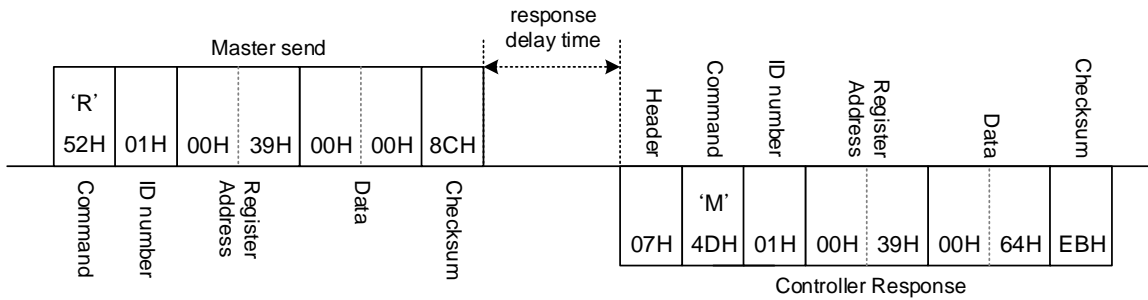 response
delay time
Master send
‘R’
52H 01H 00H 39H 00H 00H 8CH
Command
ID number
Register
Address
Data
Checksum
Header
Command
ID number
Register
Address
Data
Checksum
‘M’
07H 4DH 01H 00H 39H 00H 64H EBH
Controller Response